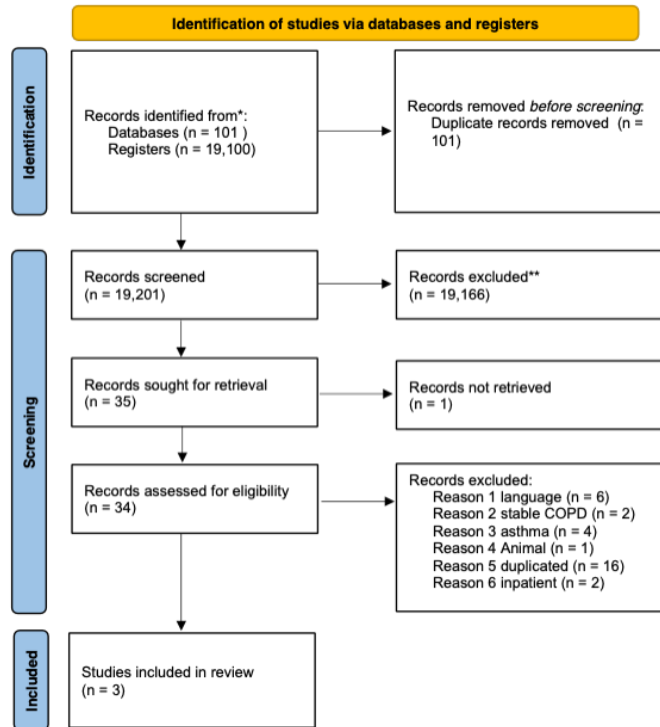 Identification of studies via databases and registers
Identification
Records identified from*:
Databases (n = 101 )
Registers (n = 19,100)
Records removed before screening:
Duplicate records removed  (n =
101)
Screening
Records screened
(n = 19,201)
Records excluded**
(n = 19,166)
Records sought for retrieval
(n = 35)
Records not retrieved
(n = 1)
Records assessed for eligibility
(n = 34)
Records excluded:
Reason 1 language (n = 6)
Reason 2 stable COPD (n = 2)
Reason 3 asthma (n = 4)
Reason 4 Animal (n = 1)
Reason 5 duplicated (n = 16)
Reason 6 inpatient (n = 2)
Included
Studies included in review
(n = 3)